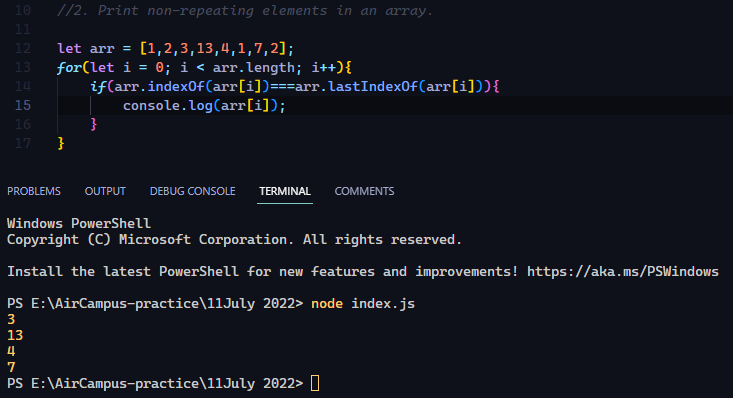 10 //2. Print non-repeating elements in an array.
11
12 let arr = [1,2,3,13,4,1,7,2];
13 for(let i = 0; i < arr.length; i++){
14     if(arr.indexOf(arr[i])===arr.lastIndexOf(arr[i])){
15         console.log(arr[i]);
16     }
17 }
PROBLEMS OUTPUT DEBUG CONSOLE TERMINAL COMMENTS
Windows PowerShell
Copyright (C) Microsoft Corporation. All rights reserved.
Install the latest PowerShell for new features and improvements! https://aka.ms/PSWindows
PS E:\AirCampus-practice\11July 2022> node index.js
3
13
4
7
PS E:\AirCampus-practice\11July 2022>